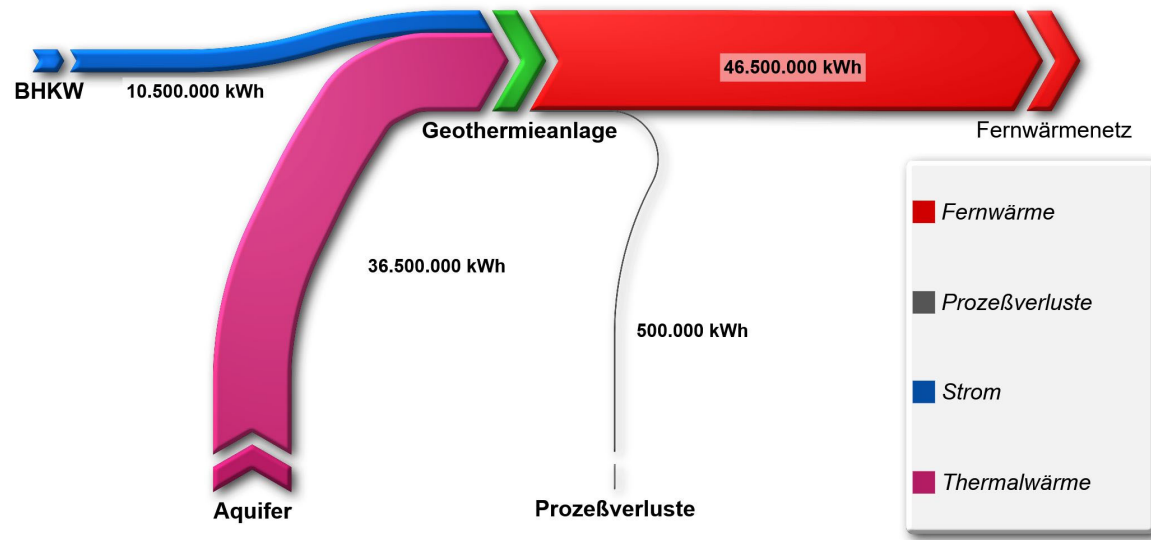 46.500.000 kWh
BHKW
10.500.000 kWh
Geothermieanlage
Fernwärmenetz
Fernwärme
36.500.000 kWh
Prozeßverluste
500.000 kWh
Strom
Thermalwärme
Aquifer
Prozeßverluste